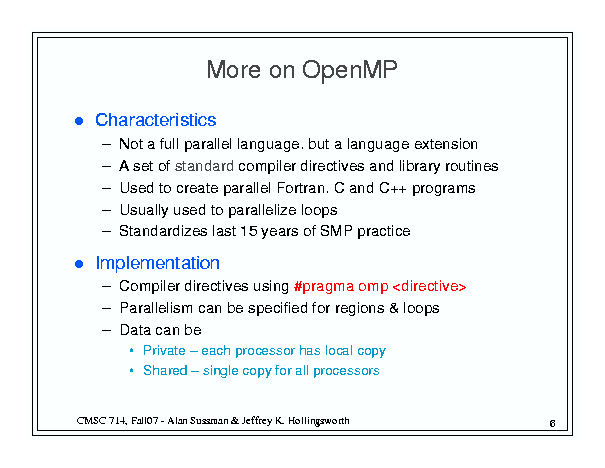 More on OpenMP
● Characteristics
– Not a full parallel language, but a language extension
– A set of standard compiler directives and library routines
– Used to create parallel Fortran, C and C++ programs
– Usually used to parallelize loops
– Standardizes last 15 years of SMP practice
● Implementation
– Compiler directives using #pragma omp <directive>
– Parallelism can be specified for regions & loops
– Data can be
• Private – each processor has local copy
• Shared – single copy for all processors
CMSC 714, Fall07 - Alan Sussman & Jeffrey K. Hollingsworth
6